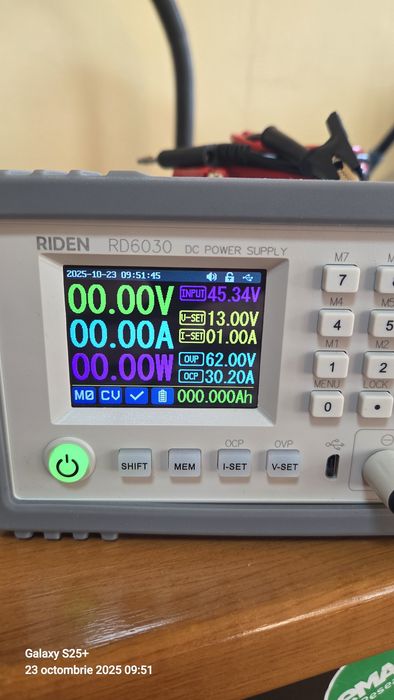 RIDEN RD6030 DC POWER SUPPLY
2025-10-23 09:51:45
00.00V
INPUT 45.34V
V-SET 13.00V
00.00A
I-SET 01.00A
00.00W
OVP 62.00V
OCP 30.20A
M0 CV 000.000Ah
M7
7
M4
4
5
M1
M2
1
2
MENU
LOCK
0
OCP
OVP
SHIFT
MEM
I-SET
V-SET
Galaxy S25+
23 octombrie 2025 09:51